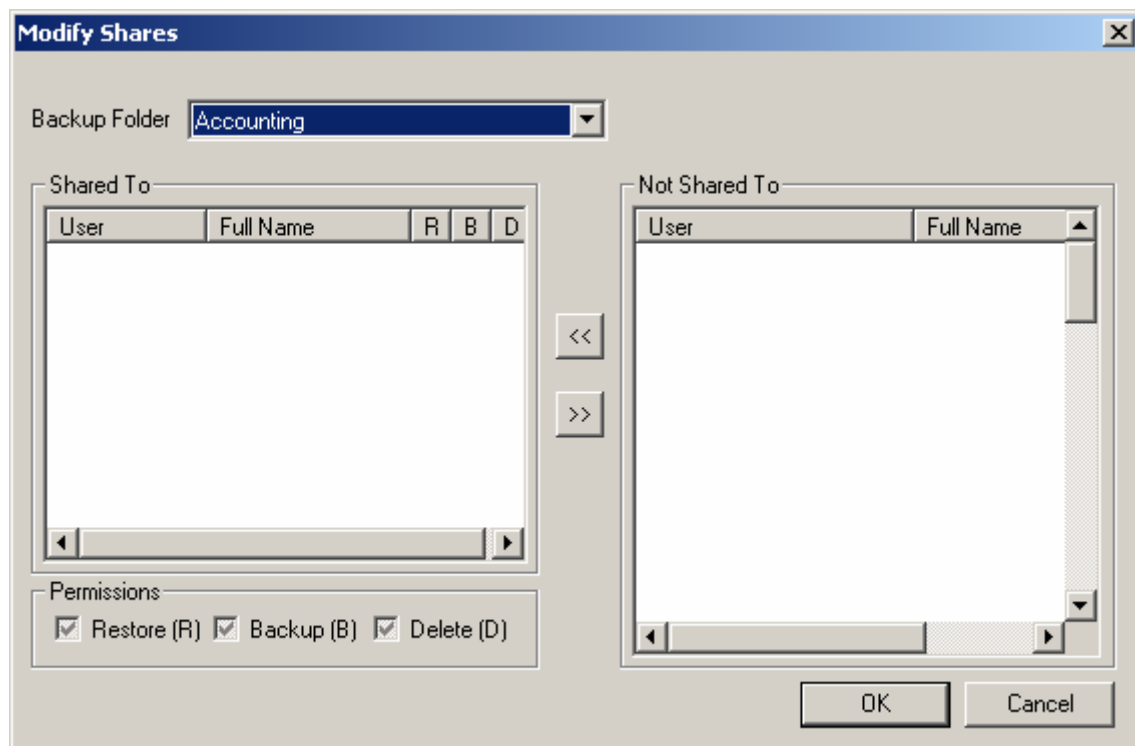 Modify Shares
Backup Folder Accounting
Shared To
User Full Name R B D
Not Shared To
User Full Name
<<
>>
Permissions
Restore (R) Backup (B) Delete (D)
OK Cancel